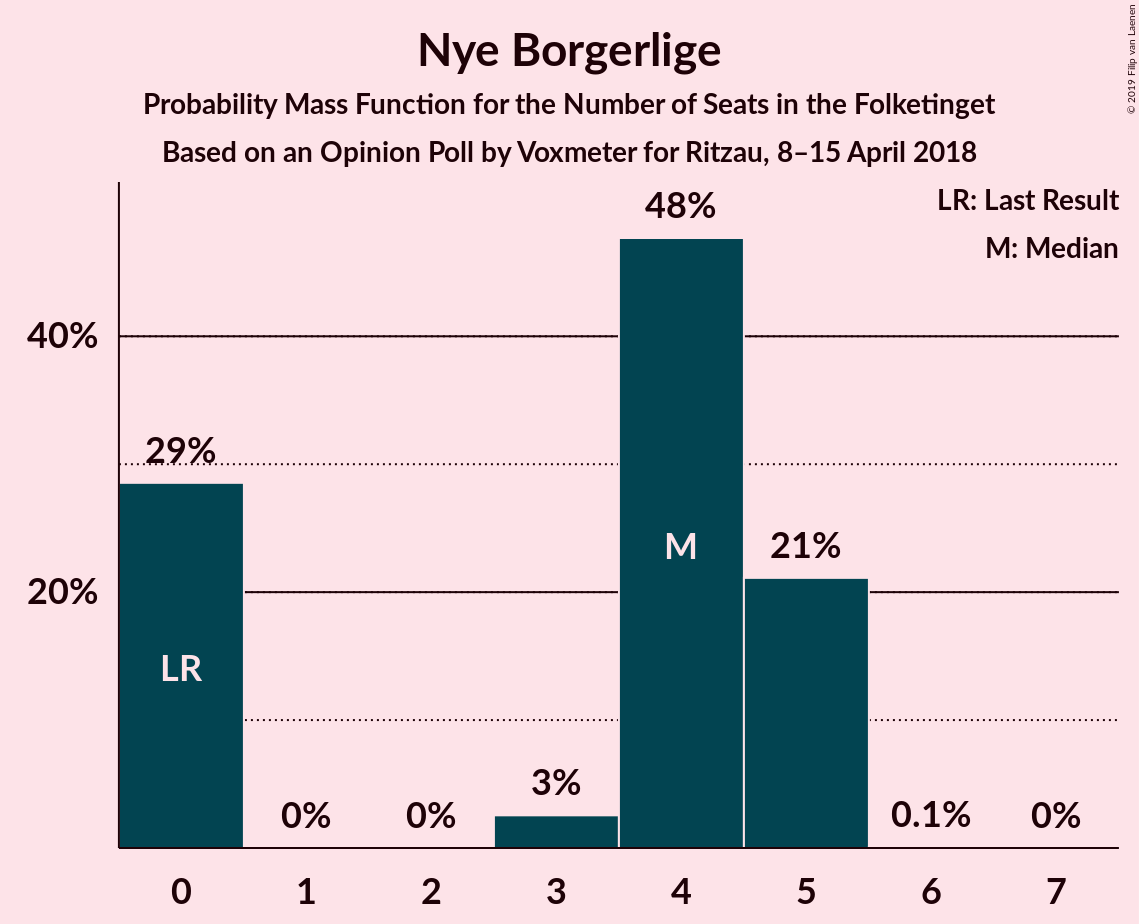 Nye Borgerlige
Probability Mass Function for the Number of Seats in the Folketinget
Based on an Opinion Poll by Voxmeter for Ritzau, 8–15 April 2018
© 2019 Filip van Laenen
LR: Last Result
M: Median
48%
40%
29%
M
21%
20%
LR
3%
0%
0%
0.1%
0%
0 1 2 3 4 5 6 7